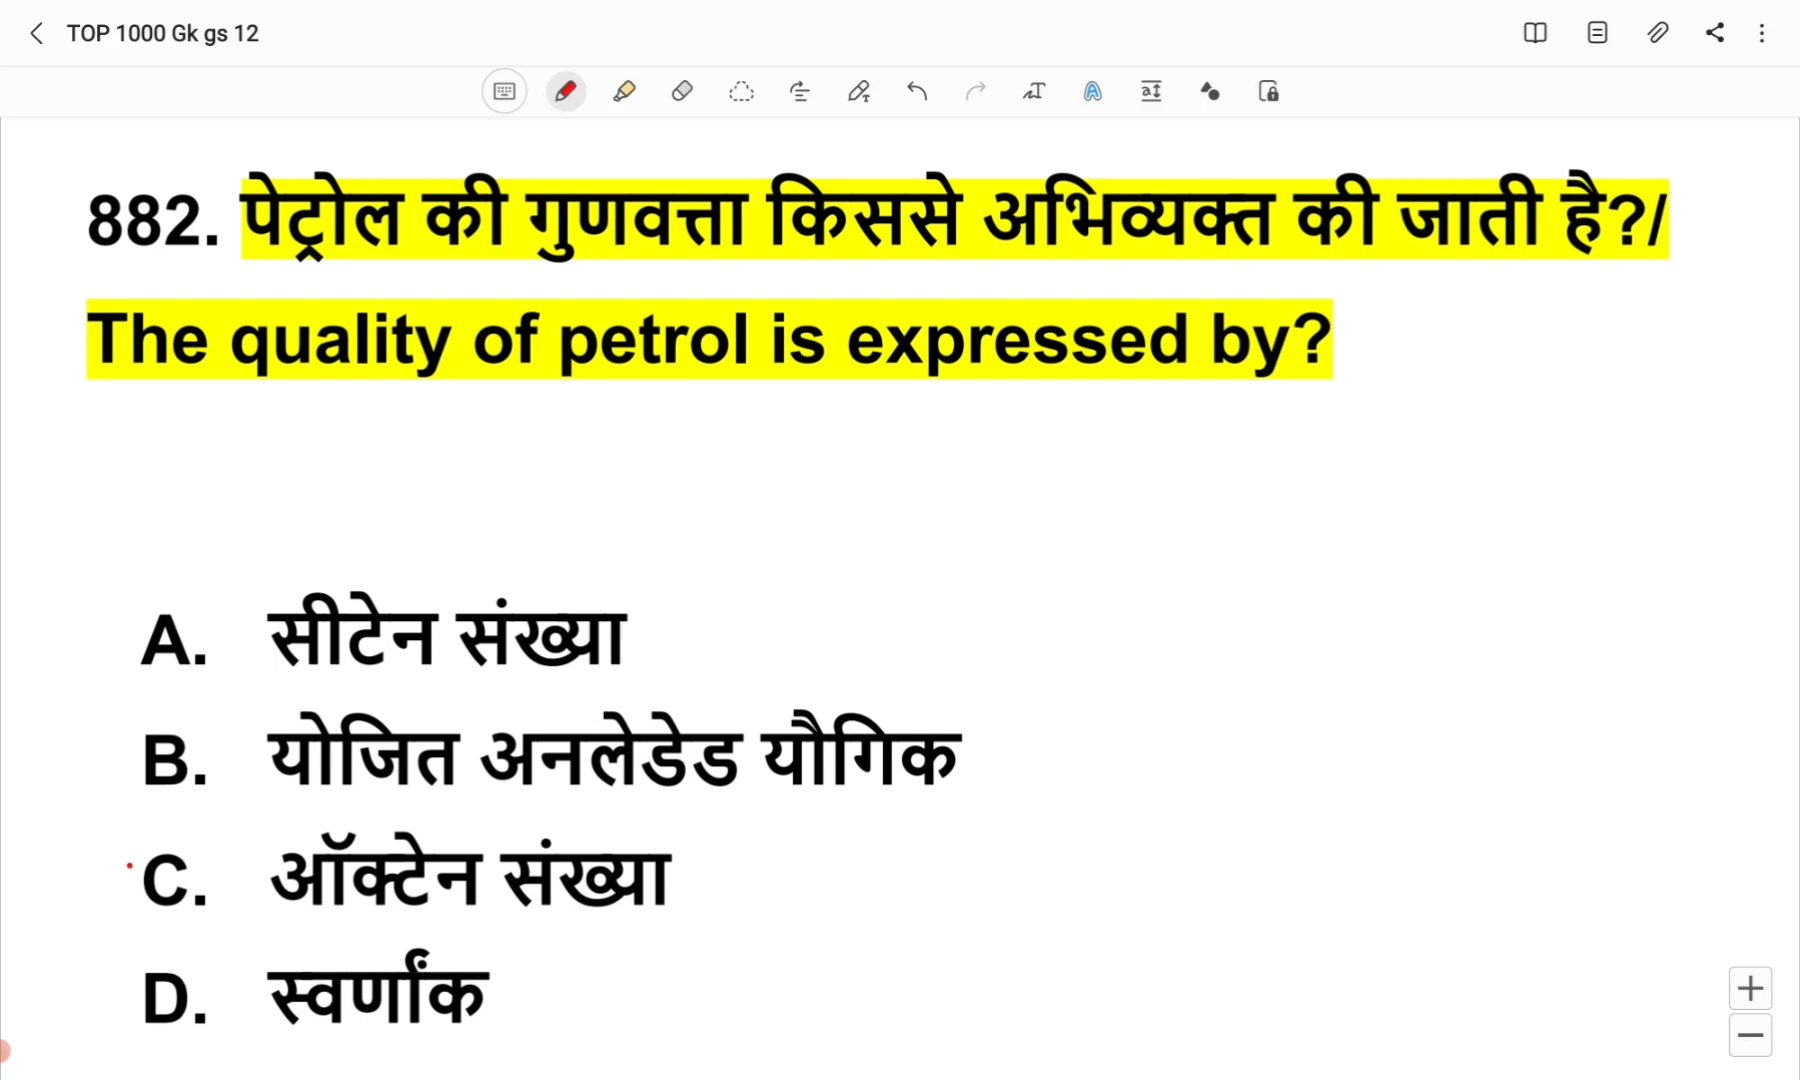 TOP 1000 Gk gs 12
882. पेट्रोल की गुणवत्ता किससे अभिव्यक्त की जाती है?/
The quality of petrol is expressed by?
A. सीटेन संख्या
B. योजित अनलेडेड यौगिक
C. ऑक्टेन संख्या
D. स्वर्णांक